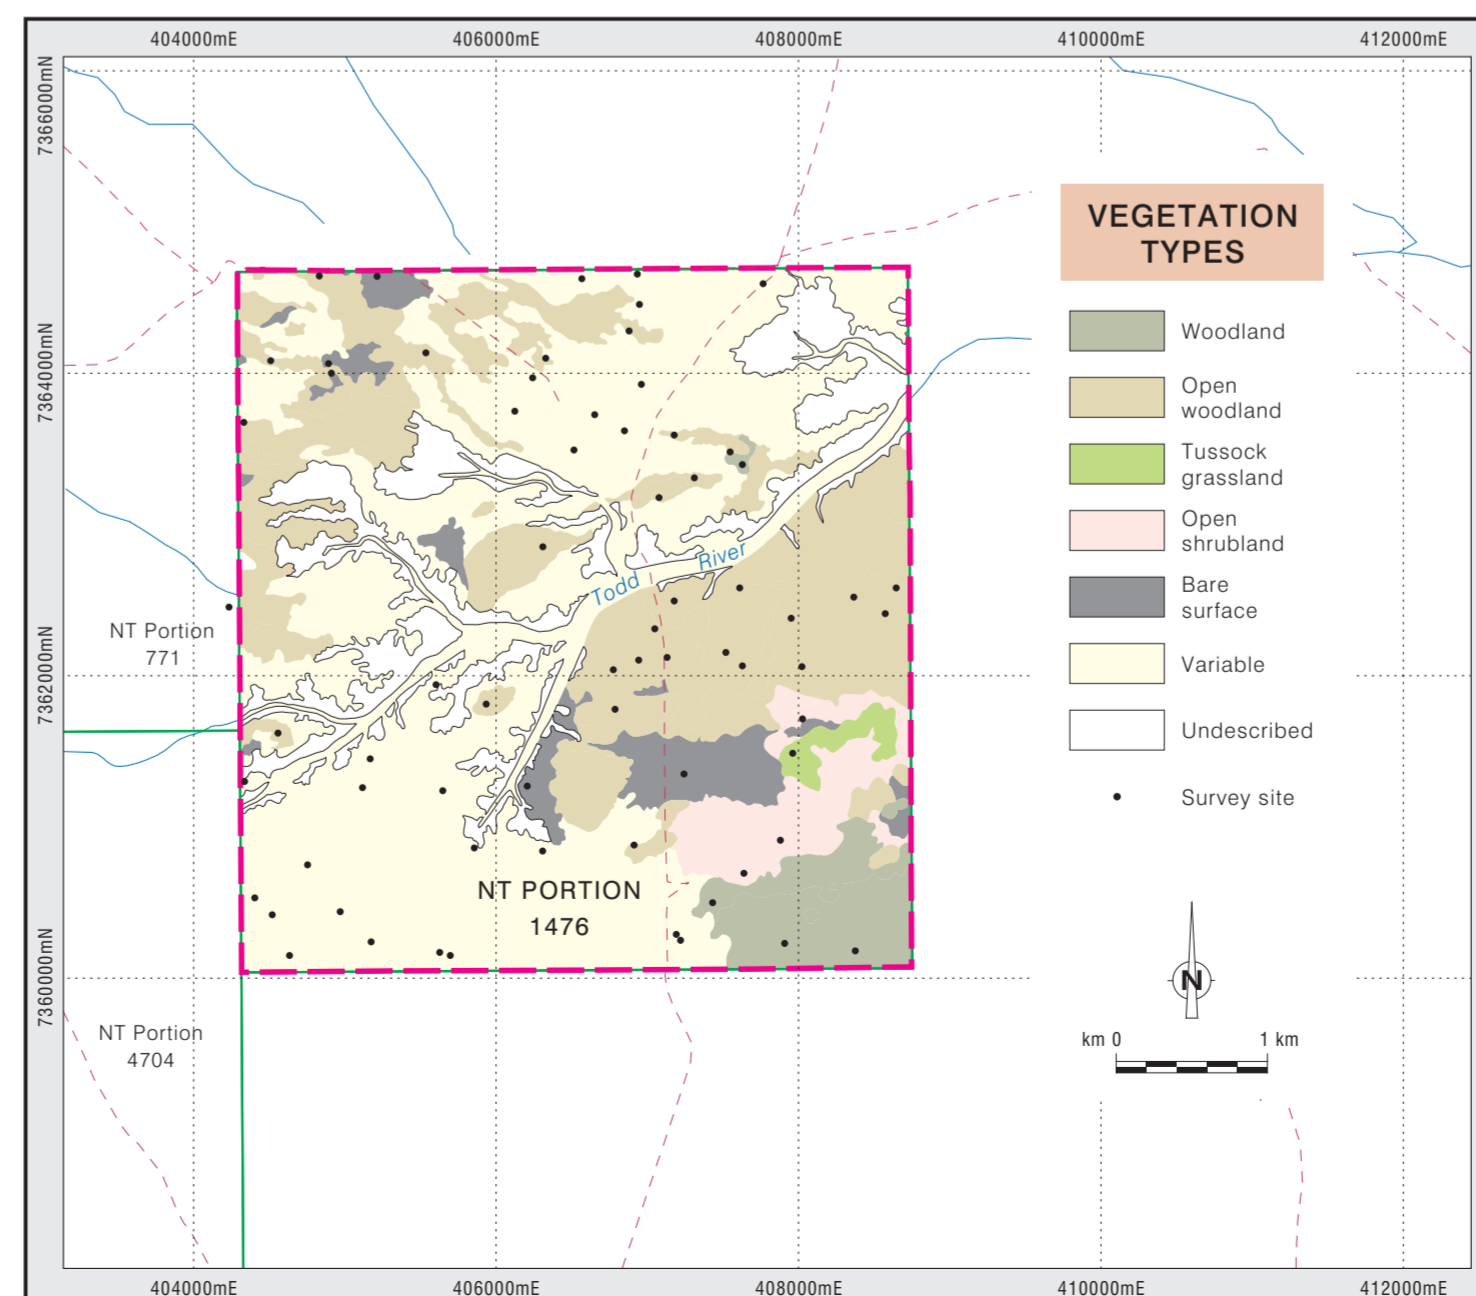 404000mE 406000mE 408000mE 410000mE 412000mE
7366000mN
7364000mN
7362000mN
7360000mN
VEGETATION
TYPES
Woodland
Open
woodland
Tussock
grassland
Open
shrubland
Bare
surface
Variable
Undescribed
Survey site
Todd River
NT Portion
771
NT PORTION
1476
NT Portion
4704
N
km 0 1 km
404000mE 406000mE 408000mE 410000mE 412000mE